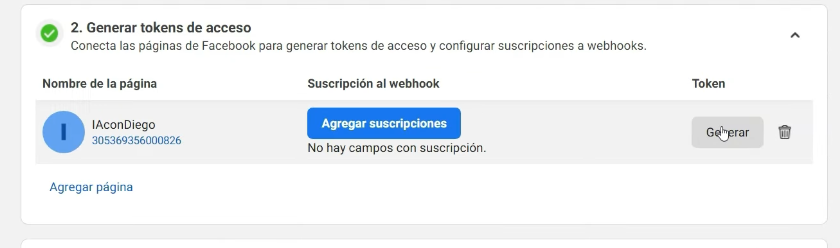 2. Generar tokens de acceso
Conecta las páginas de Facebook para generar tokens de acceso y configurar suscripciones a webhooks.
Nombre de la página
Suscripción al webhook
Token
I
IAconDiego
305369356000826
Agregar suscripciones
No hay campos con suscripción.
Generar
Agregar página